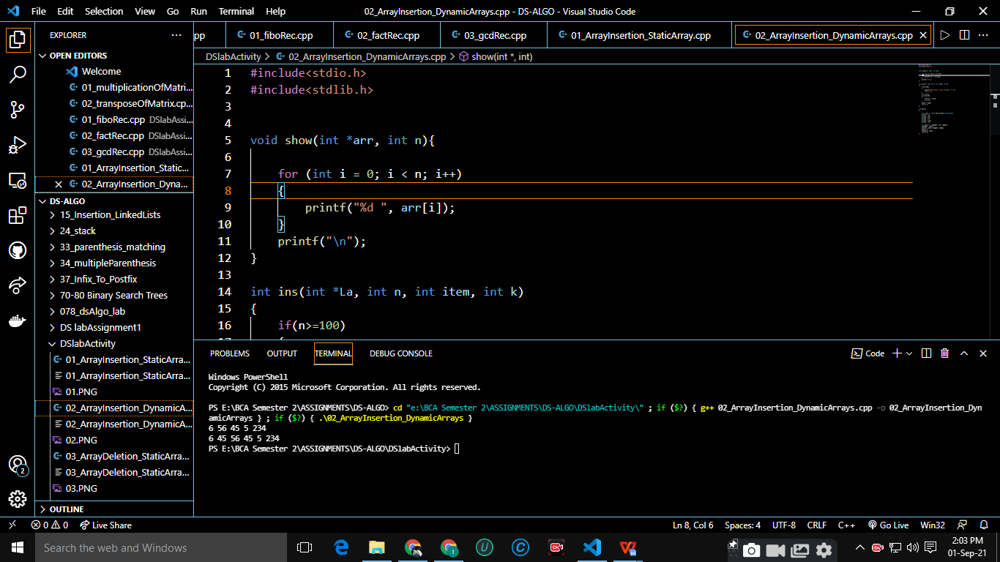 File Edit Selection View Go Run Terminal Help 02_ArrayInsertion_DynamicArrays.cpp - DS-ALGO - Visual Studio Code
EXPLORER
pp 01_fiboRec.cpp 02_factRec.cpp 03_gcdRec.cpp 01_ArrayInsertion_StaticArray.cpp 02_ArrayInsertion_DynamicArrays.cpp
OPEN EDITORS
Welcome
01_multiplicationOfMatri...
02_transposeOfMatrix.cp...
01_fiboRec.cpp DSlabAssi...
02_factRec.cpp DSlabAssi...
03_gcdRec.cpp DSlabAssi...
01_ArrayInsertion_Static...
02_ArrayInsertion_Dyna...
DS-ALGO
15_Insertion_LinkedLists
24_stack
33_parenthesis_matching
34_multipleParenthesis
37_Infix_To_Postfix
70-80 Binary Search Trees
078_dsAlgo_lab
DS labAssignment1
DSlabActivity
01_ArrayInsertion_StaticArra...
01_ArrayInsertion_StaticArra...
01.PNG
02_ArrayInsertion_DynamicA...
02_ArrayInsertion_DynamicA...
02.PNG
03_ArrayDeletion_StaticArra...
03_ArrayDeletion_StaticArra...
03.PNG
OUTLINE
DSlabActivity > 02_ArrayInsertion_DynamicArrays.cpp > show(int *, int)
1 #include<stdio.h>
2 #include<stdlib.h>
3
4
5 void show(int *arr, int n){
6
7 for (int i = 0; i < n; i++)
8 {
9 printf("%d ", arr[i]);
10 }
11 printf("\n");
12 }
13
14 int ins(int *La, int n, int item, int k)
15 {
16 if(n>=100)
PROBLEMS OUTPUT TERMINAL DEBUG CONSOLE Code
Windows PowerShell
Copyright (C) 2015 Microsoft Corporation. All rights reserved.
PS E:\BCA Semester 2\ASSIGNMENTS\DS-ALGO> cd "e:\BCA Semester 2\ASSIGNMENTS\DS-ALGO\DSlabActivity\" ; if ($?) { g++ 02_ArrayInsertion_DynamicArrays.cpp -o 02_ArrayInsertion_Dyn
amicArrays } ; if ($?) { .\02_ArrayInsertion_DynamicArrays }
6 56 45 5 234
6 45 56 45 5 234
PS E:\BCA Semester 2\ASSIGNMENTS\DS-ALGO\DSlabActivity>
2
0 0 Live Share Ln 8, Col 6 Spaces: 4 UTF-8 CRLF C++ Go Live Win32
Search the web and Windows
2:03 PM
01-Sep-21